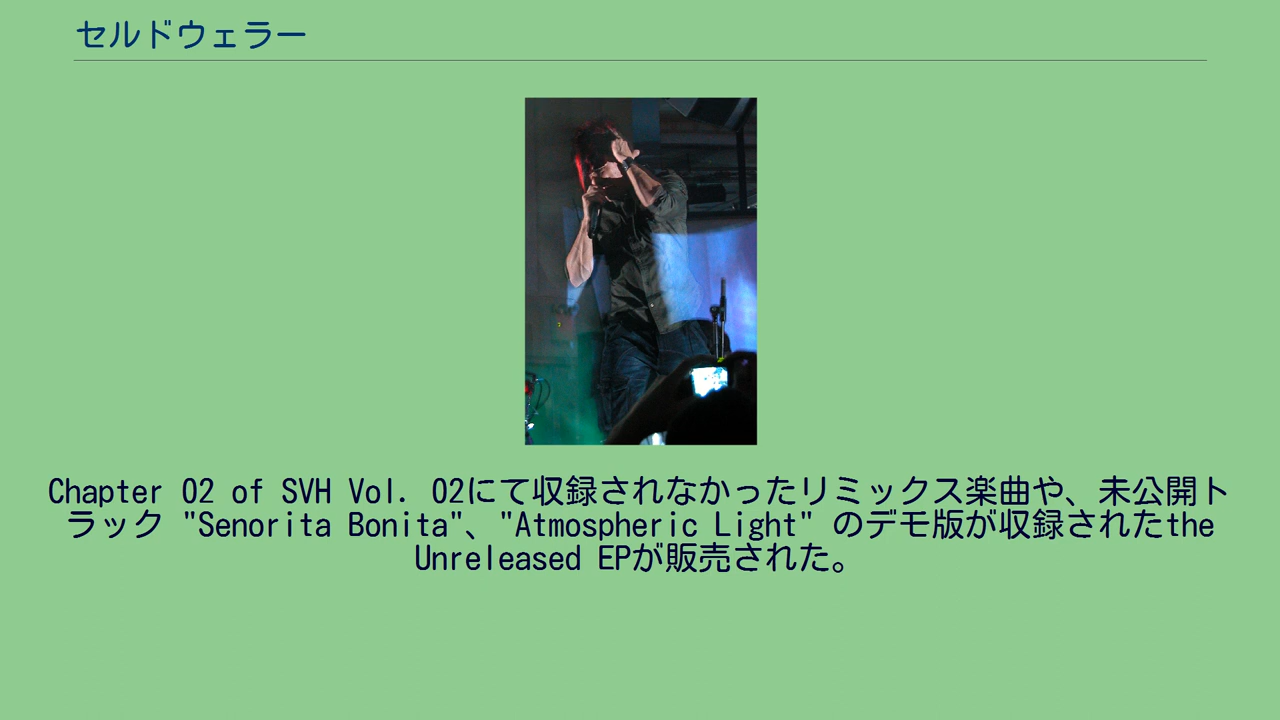 セルドウェラー
Chapter 02 of SVH Vol. 02にて収録されなかったリミックス楽曲や、未公開ト
ラック "Senorita Bonita"、"Atmospheric Light" のデモ版が収録されたthe
Unreleased EPが販売された。